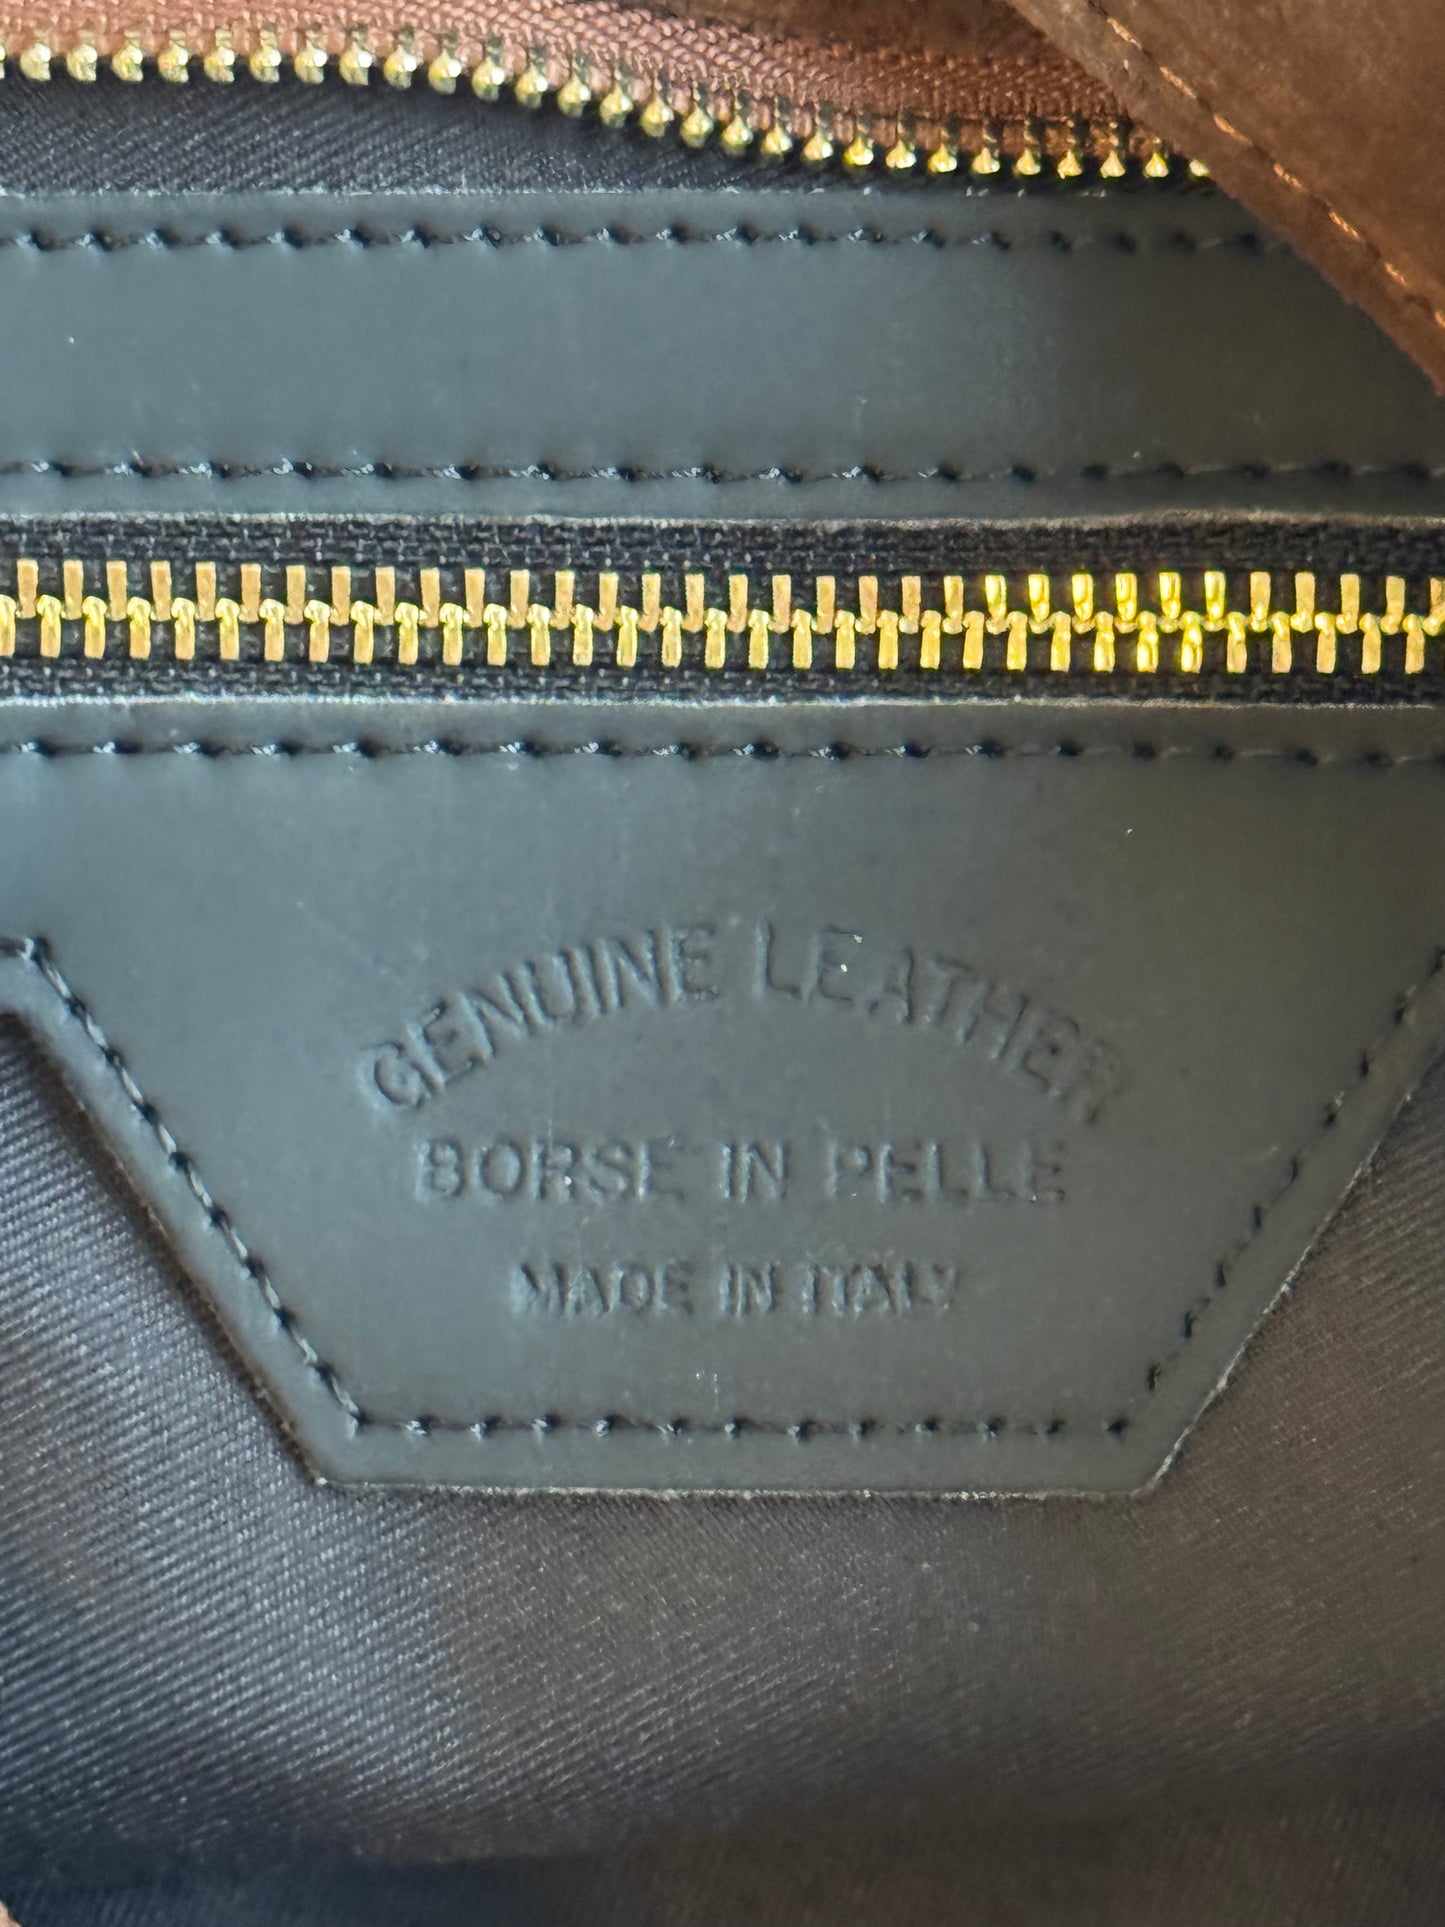 GENUINE LEATHER
BORSE IN PELLE
MADE IN ITALY